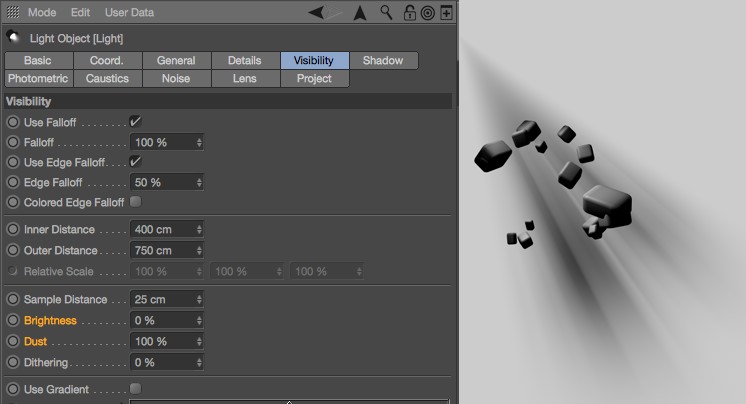 Mode Edit User Data
Light Object [Light]
Basic Coord. General Details Visibility Shadow
Photometric Caustics Noise Lens Project
Visibility
Use Falloff . . . . . . .
Falloff . . . . . . . . . . . 100 %
Use Edge Falloff. . .
Edge Falloff . . . . . . 50 %
Colored Edge Falloff
Inner Distance . . . . 400 cm
Outer Distance . . . . 750 cm
Relative Scale . . . . . 100 % 100 % 100 %
Sample Distance . . 25 cm
Brightness . . . . . . . 0 %
Dust . . . . . . . . . . . . . 100 %
Dithering. . . . . . . . . . 0 %
Use Gradient . . . . .